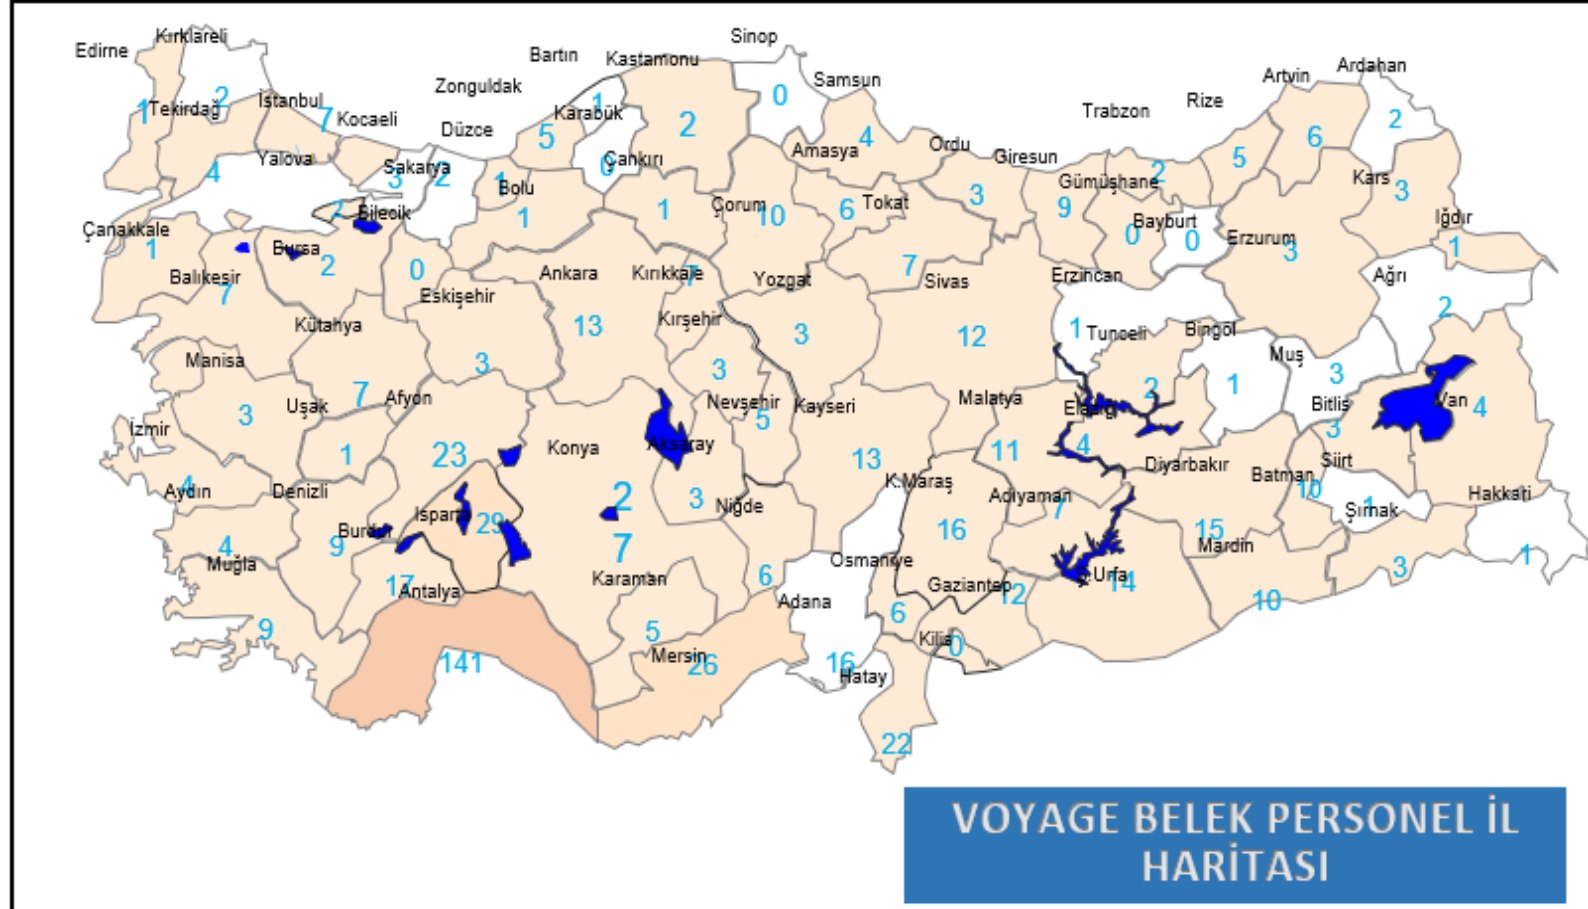 Sinop
Kırklareli
Edirne
Bartın
Kastamonu
Ardahan
Artvin
Zonguldak
Samsun
0
2
İstanbul
1
Tekirdağ
7
Kocaeli
Karabük
1
Trabzon
Rize
2
Düzce
5
2
4
6
Yalova
4
Sakarya
3
2
Çankırı
0
Amasya
Ordu
Giresun
2
5
Kars
3
1
Bolu
Gümüşhane
2
Bilecik
1
1
Çorum
10
6
Tokat
3
9
Bayburt
Iğdır
Çanakkale
1
Bursa
2
0
0
Erzurum
3
1
Balıkesir
7
0
Eskişehir
Ankara
Kırıkkale
7
Yozgat
7
Sivas
Erzincan
Ağrı
2
Kütahya
13
Kırşehir
3
12
1
Tunceli
Bingöl
Manisa
3
3
Muş
3
7
Afyon
2
1
3
Uşak
Nevşehir
5
Kayseri
Malatya
Elazığ
Bitlis
Van
4
İzmir
1
23
Konya
Aksaray
13
11
4
3
Siirt
Diyarbakır
Batman
10
4
Aydın
Denizli
2
3
Niğde
K.Maraş
Adıyaman
7
Hakkari
1
Şırnak
Burdur
Isparta
29
16
15
4
9
7
Mardin
1
Muğla
Osmaniye
3
17
Antalya
Karaman
6
Gaziantep
12
Ş.Urfa
14
Adana
6
10
9
5
Kilis
0
141
Mersin
26
16
Hatay
22
VOYAGE BELEK PERSONEL İL
HARİTASI